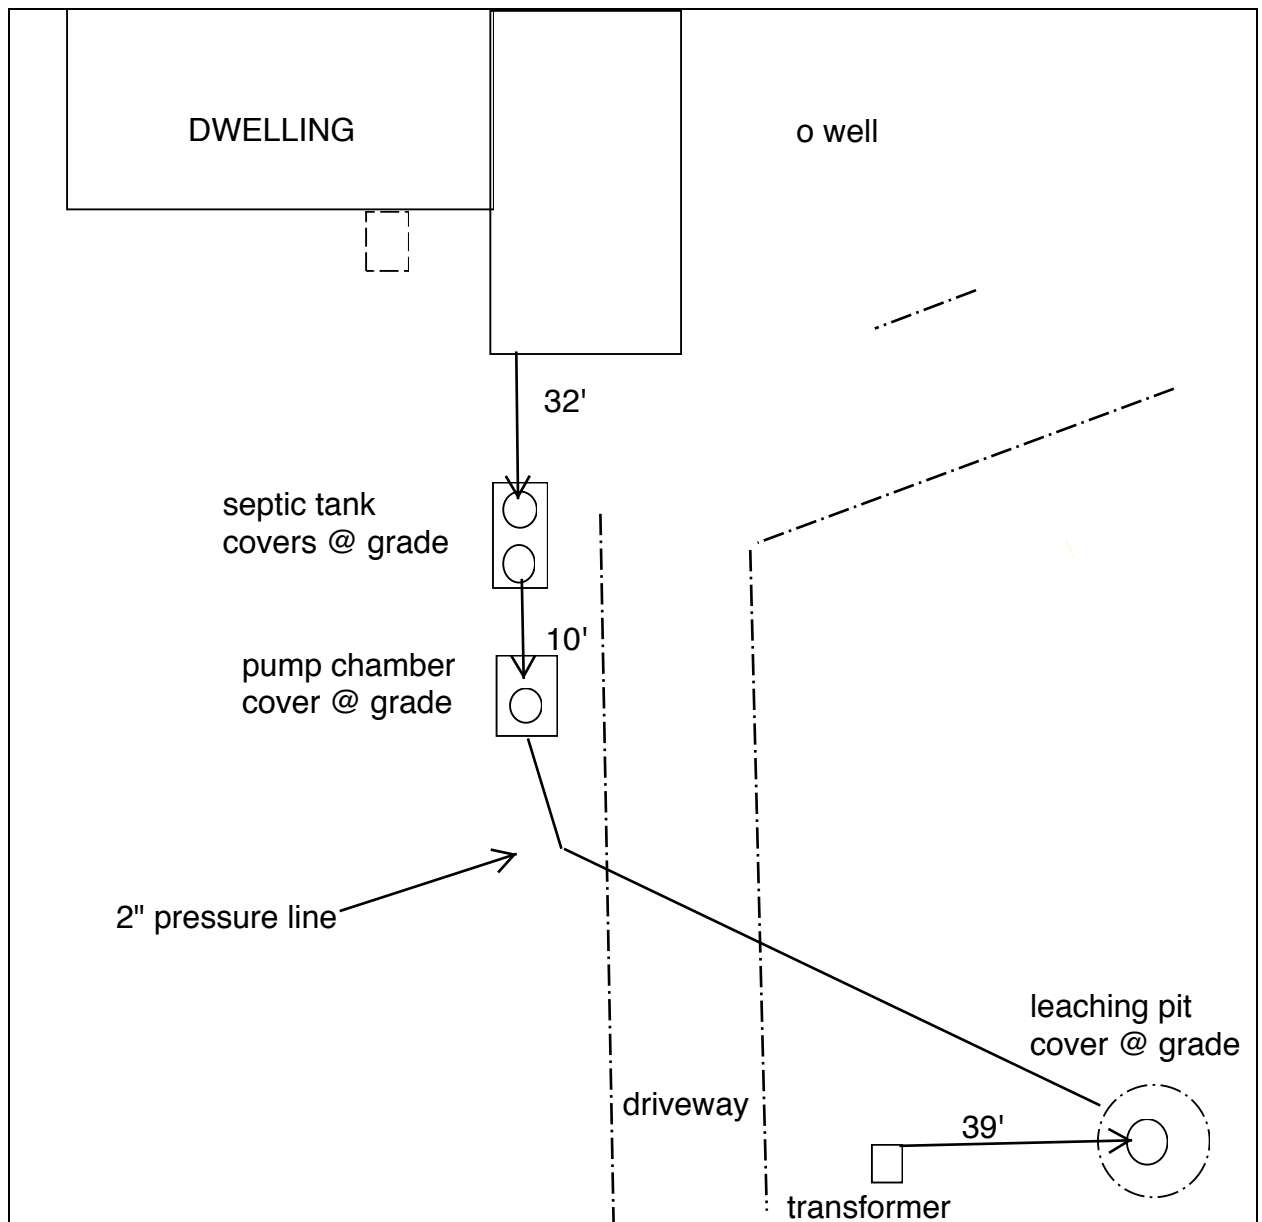 DWELLING
o well
32'
septic tank
covers @ grade
10'
pump chamber
cover @ grade
2" pressure line
leaching pit
cover @ grade
driveway
39'
transformer